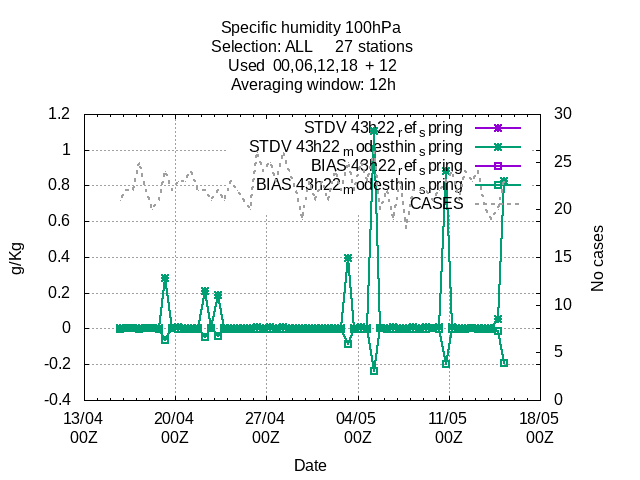 Specific humidity 100hPa
Selection: ALL 27 stations
Used 00,06,12,18 + 12
Averaging window: 12h
STDV 43h22_ref_spring
STDV 43h22_modesthin_spring
BIAS 43h22_ref_spring
BIAS 43h22_modesthin_spring
CASES
1.2
1
0.8
0.6
0.4
0.2
0
-0.2
-0.4
g/Kg
30
25
20
15
10
5
0
No cases
13/04 20/04 27/04 04/05 11/05 18/05
00Z 00Z 00Z 00Z 00Z 00Z
Date